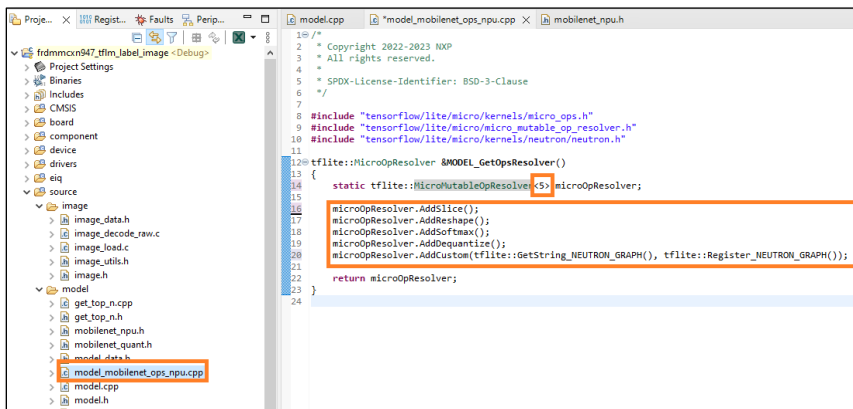 Proje...
Regist...
Faults
Perip...
frdmmcxn947_tflm_label_image <Debug>
Project Settings
Binaries
Includes
CMSIS
board
component
device
drivers
eiq
source
image
image_data.h
image_decode_raw.c
image_load.c
image_utils.h
image.h
model
get_top_n.cpp
get_top_n.h
mobilenet_npu.h
mobilenet_quant.h
model_data.h
model_mobilenet_ops_npu.cpp
model.cpp
model.h
model.cpp
*model_mobilenet_ops_npu.cpp
mobilenet_npu.h
1 /*
2 * Copyright 2022-2023 NXP
3 * All rights reserved.
4 *
5 * SPDX-License-Identifier: BSD-3-Clause
6 */
7
8 #include "tensorflow/lite/micro/kernels/micro_ops.h"
9 #include "tensorflow/lite/micro/micro_mutable_op_resolver.h"
10 #include "tensorflow/lite/micro/kernels/neutron/neutron.h"
11
12 tflite::MicroOpResolver &MODEL_GetOpsResolver()
13 {
14 static tflite::MicroMutableOpResolver<5> microOpResolver;
15
16 microOpResolver.AddSlice();
17 microOpResolver.AddReshape();
18 microOpResolver.AddSoftmax();
19 microOpResolver.AddDequantize();
20 microOpResolver.AddCustom(tflite::GetString_NEUTRON_GRAPH(), tflite::Register_NEUTRON_GRAPH());
21
22 return microOpResolver;
23 }
24